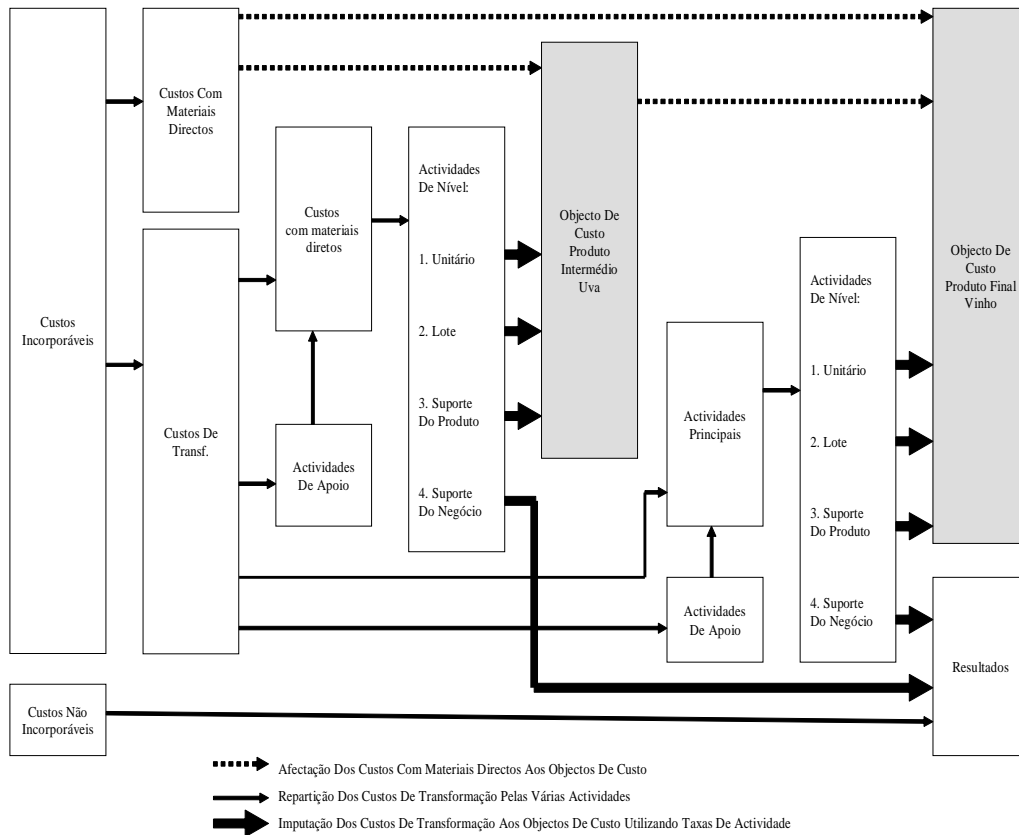 Custos
Incorporáveis
Custos Não
Incorporáveis
Custos Com
Materiais
Directos
Custos De
Transf.
Custos
com materiais
diretos
Actividades
De Apoio
Actividades
De Nível:
1. Unitário
2. Lote
3. Suporte
Do Produto
4. Suporte
Do Negócio
Objecto De
Custo
Produto
Intermédio
Uva
Actividades
Principais
Actividades
De Apoio
Actividades
De Nível:
1. Unitário
2. Lote
3. Suporte
Do Produto
4. Suporte
Do Negócio
Objecto De
Custo
Produto Final
Vinho
Resultados
Afectação Dos Custos Com Materiais Directos Aos Objectos De Custo
Repartição Dos Custos De Transformação Pelas Várias Actividades
Imputação Dos Custos De Transformação Aos Objectos De Custo Utilizando Taxas De Actividade